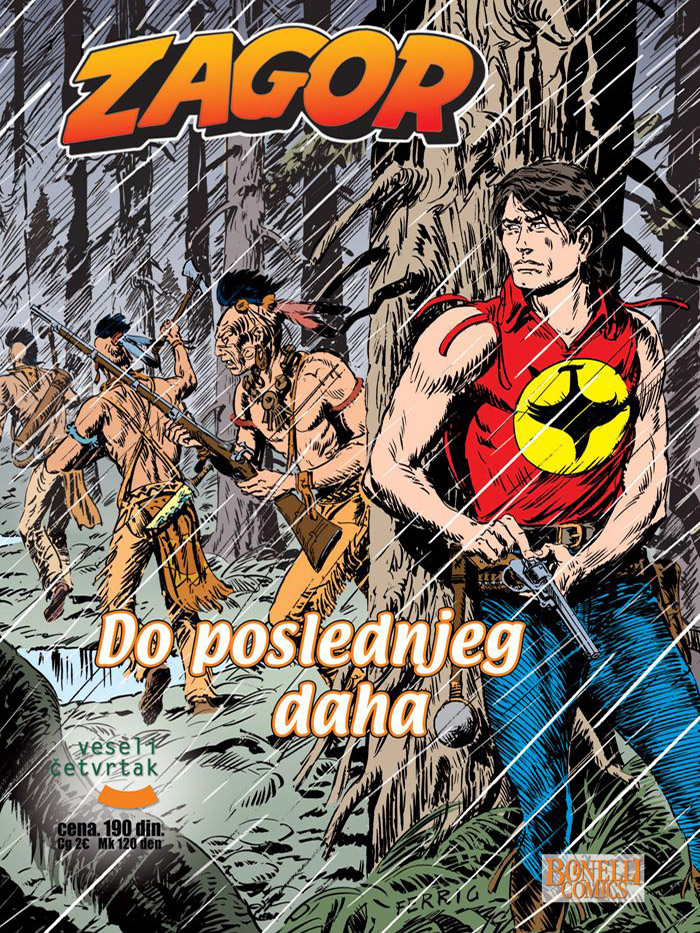 ZAGOR
Do poslednjeg
daha
veseli
četvrtak
cena. 190 din.
Cg 2€ Mk 120 den
FERRI
BONELLI
COMICS